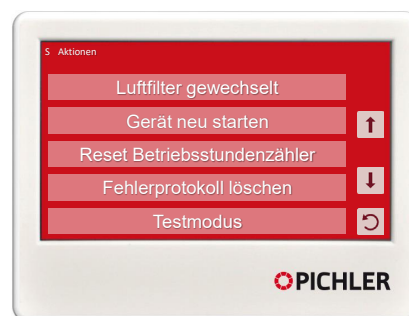 S Aktionen
Luftfilter gewechselt
Gerät neu starten
Reset Betriebsstundenzähler
Fehlerprotokoll löschen
Testmodus
PICHLER